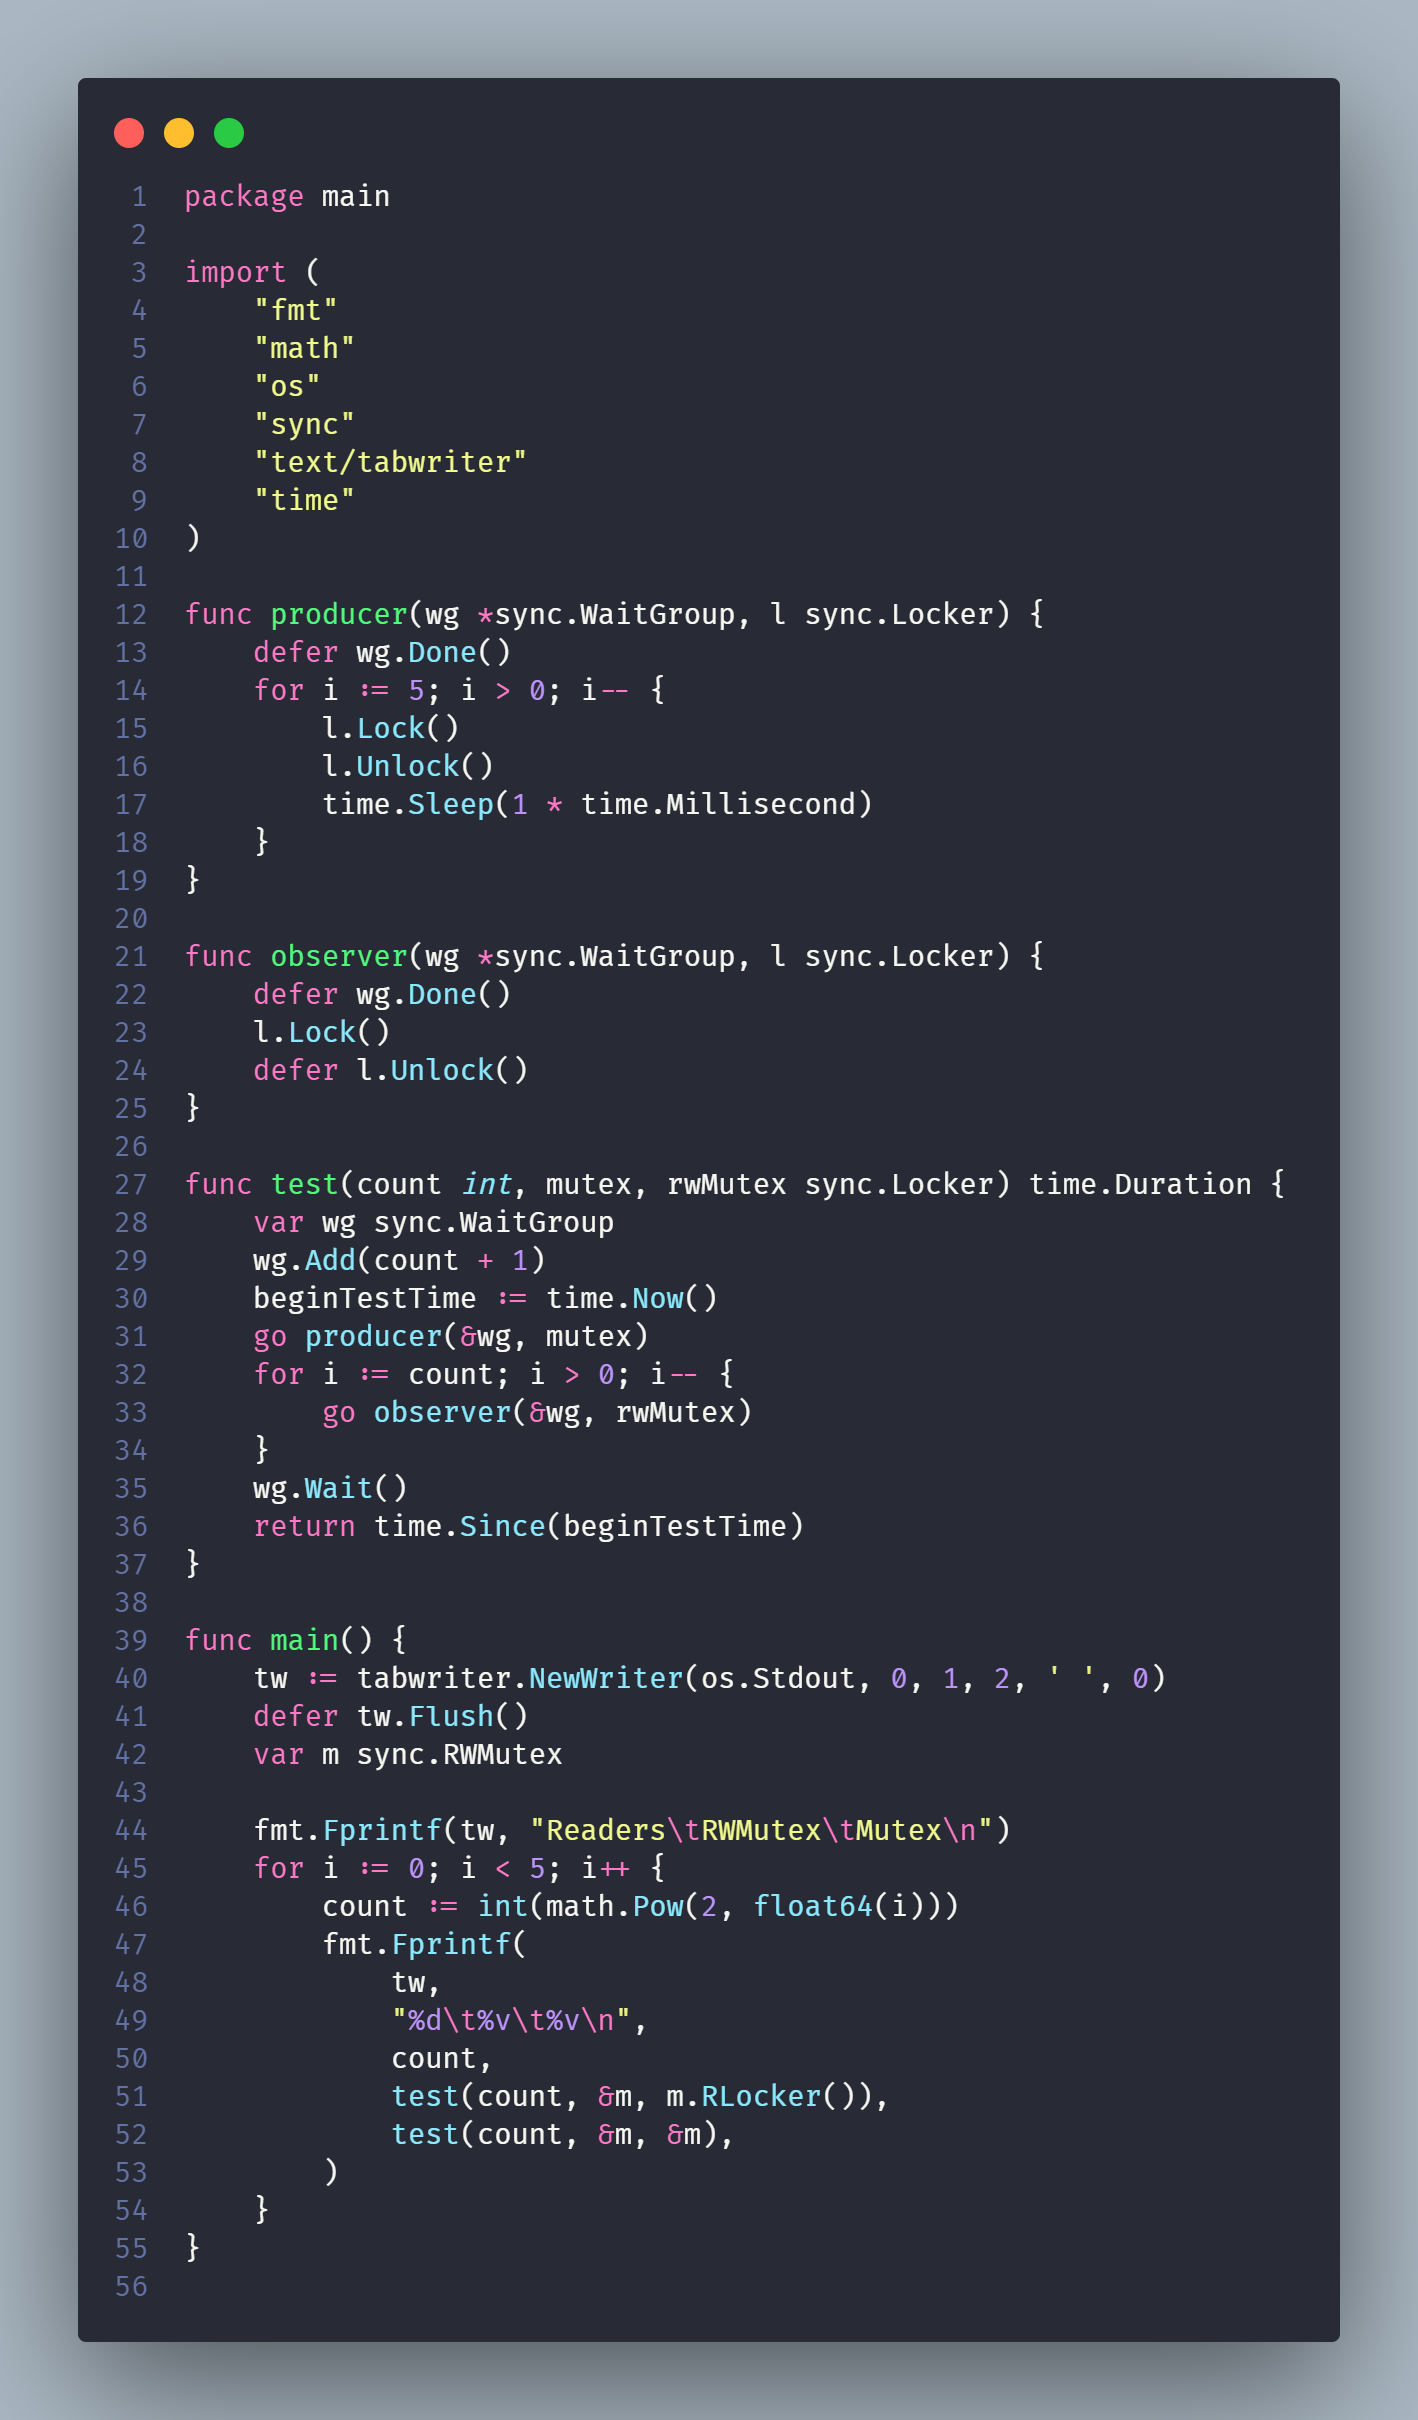 1 package main
2
3 import (
4     "fmt"
5     "math"
6     "os"
7     "sync"
8     "text/tabwriter"
9     "time"
10 )
11
12 func producer(wg *sync.WaitGroup, l sync.Locker) {
13     defer wg.Done()
14     for i := 5; i > 0; i-- {
15         l.Lock()
16         l.Unlock()
17         time.Sleep(1 * time.Millisecond)
18     }
19 }
20
21 func observer(wg *sync.WaitGroup, l sync.Locker) {
22     defer wg.Done()
23     l.Lock()
24     defer l.Unlock()
25 }
26
27 func test(count int, mutex, rwMutex sync.Locker) time.Duration {
28     var wg sync.WaitGroup
29     wg.Add(count + 1)
30     beginTestTime := time.Now()
31     go producer(&wg, mutex)
32     for i := count; i > 0; i-- {
33         go observer(&wg, rwMutex)
34     }
35     wg.Wait()
36     return time.Since(beginTestTime)
37 }
38
39 func main() {
40     tw := tabwriter.NewWriter(os.Stdout, 0, 1, 2, ' ', 0)
41     defer tw.Flush()
42     var m sync.RWMutex
43
44     fmt.Fprintf(tw, "Readers\tRWMutex\tMutex\n")
45     for i := 0; i < 5; i++ {
46         count := int(math.Pow(2, float64(i)))
47         fmt.Fprintf(
48             tw,
49             "%d\t%v\t%v\n",
50             count,
51             test(count, &m, m.RLocker()),
52             test(count, &m, &m),
53         )
54     }
55 }
56